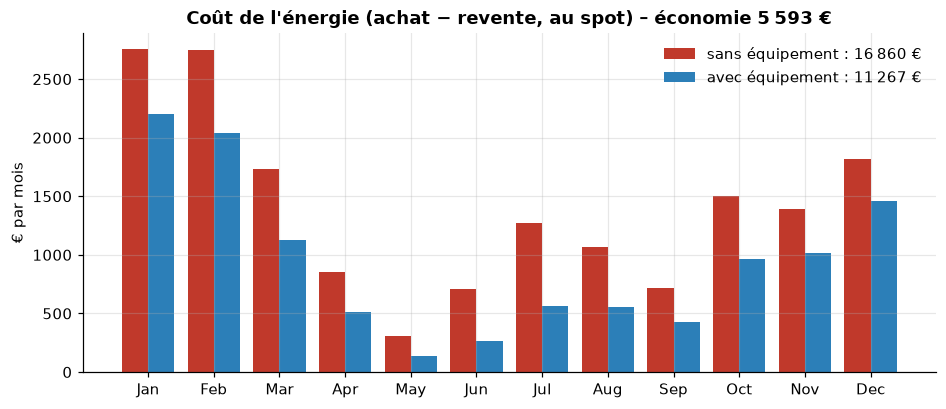 Coût de l'énergie (achat − revente, au spot) – économie 5 593 €
sans équipement : 16 860 €
avec équipement : 11 267 €
€ par mois
2500
2000
1500
1000
500
0
Jan Feb Mar Apr May Jun Jul Aug Sep Oct Nov Dec